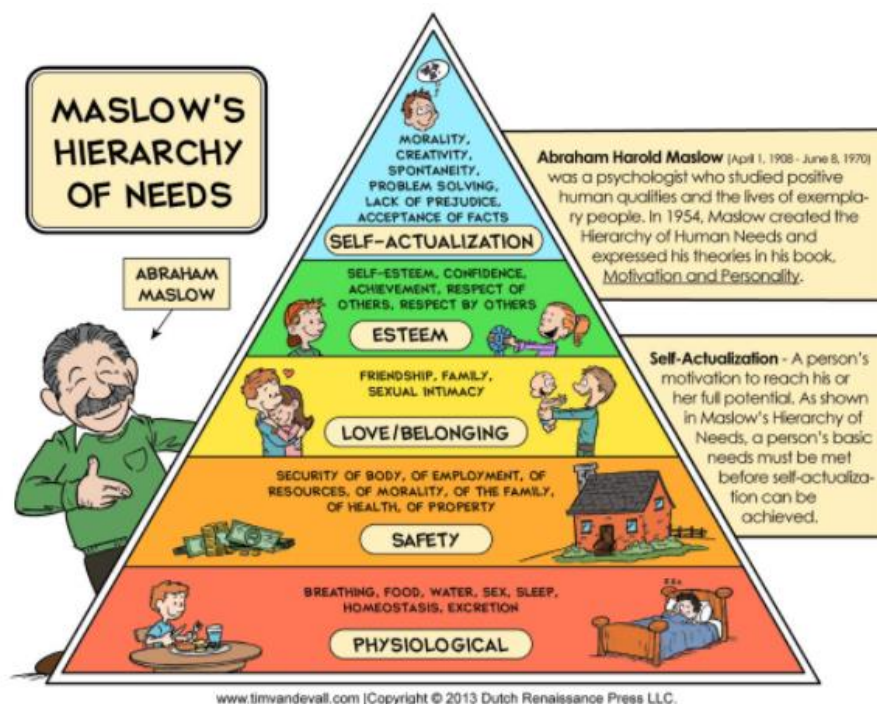 MASLOW'S
HIERARCHY
OF NEEDS
ABRAHAM
MASLOW
MORALITY,
CREATIVITY,
SPONTANEITY,
PROBLEM SOLVING,
LACK OF PREJUDICE,
ACCEPTANCE OF FACTS
SELF-ACTUALIZATION
SELF-ESTEEM, CONFIDENCE,
ACHIEVEMENT, RESPECT OF
OTHERS, RESPECT BY OTHERS
ESTEEM
FRIENDSHIP, FAMILY,
SEXUAL INTIMACY
LOVE/BELONGING
SECURITY OF BODY, OF EMPLOYMENT, OF
RESOURCES, OF MORALITY, OF THE FAMILY,
OF HEALTH, OF PROPERTY
SAFETY
BREATHING, FOOD, WATER, SEX, SLEEP,
HOMEOSTASIS, EXCRETION
PHYSIOLOGICAL
Abraham Harold Maslow (April 1, 1908 - June 8, 1970)
was a psychologist who studied positive
human qualities and the lives of exempla-
ry people. In 1954, Maslow created the
Hierarchy of Human Needs and
expressed his theories in his book,
Motivation and Personality.
Self-Actualization - A person's
motivation to reach his or
her full potential. As shown
in Maslow's Hierarchy of
Needs, a person's basic
needs must be met
before self-actualiza-
tion can be
achieved.
www.timvandevall.com | Copyright © 2013 Dutch Renaissance Press LLC.